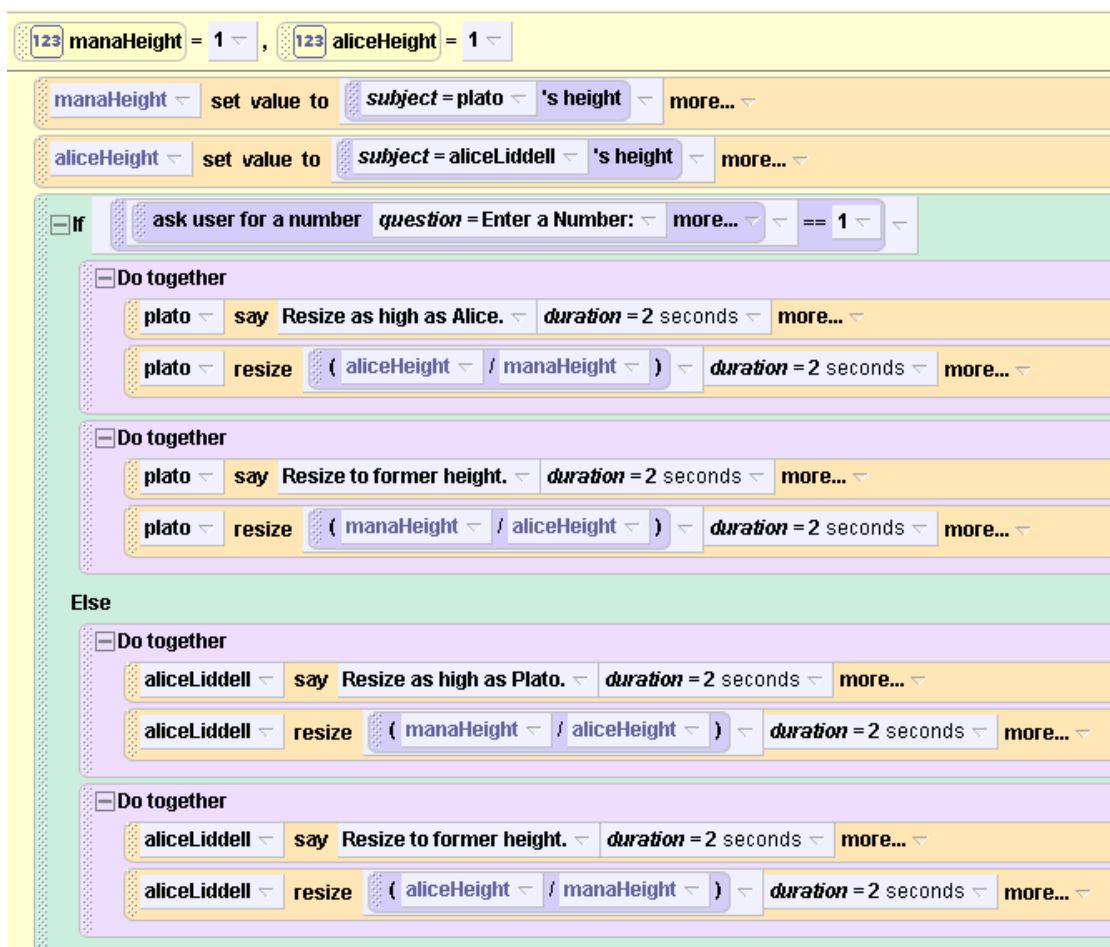 123 manaHeight = 1 , 123 aliceHeight = 1
manaHeight set value to subject = plato 's height more...
aliceHeight set value to subject = aliceLiddell 's height more...
If ask user for a number question = Enter a Number: more... == 1
Do together
plato say Resize as high as Alice. duration = 2 seconds more...
plato resize ( aliceHeight / manaHeight ) duration = 2 seconds more...
Do together
plato say Resize to former height. duration = 2 seconds more...
plato resize ( manaHeight / aliceHeight ) duration = 2 seconds more...
Else
Do together
aliceLiddell say Resize as high as Plato. duration = 2 seconds more...
aliceLiddell resize ( manaHeight / aliceHeight ) duration = 2 seconds more...
Do together
aliceLiddell say Resize to former height. duration = 2 seconds more...
aliceLiddell resize ( aliceHeight / manaHeight ) duration = 2 seconds more...